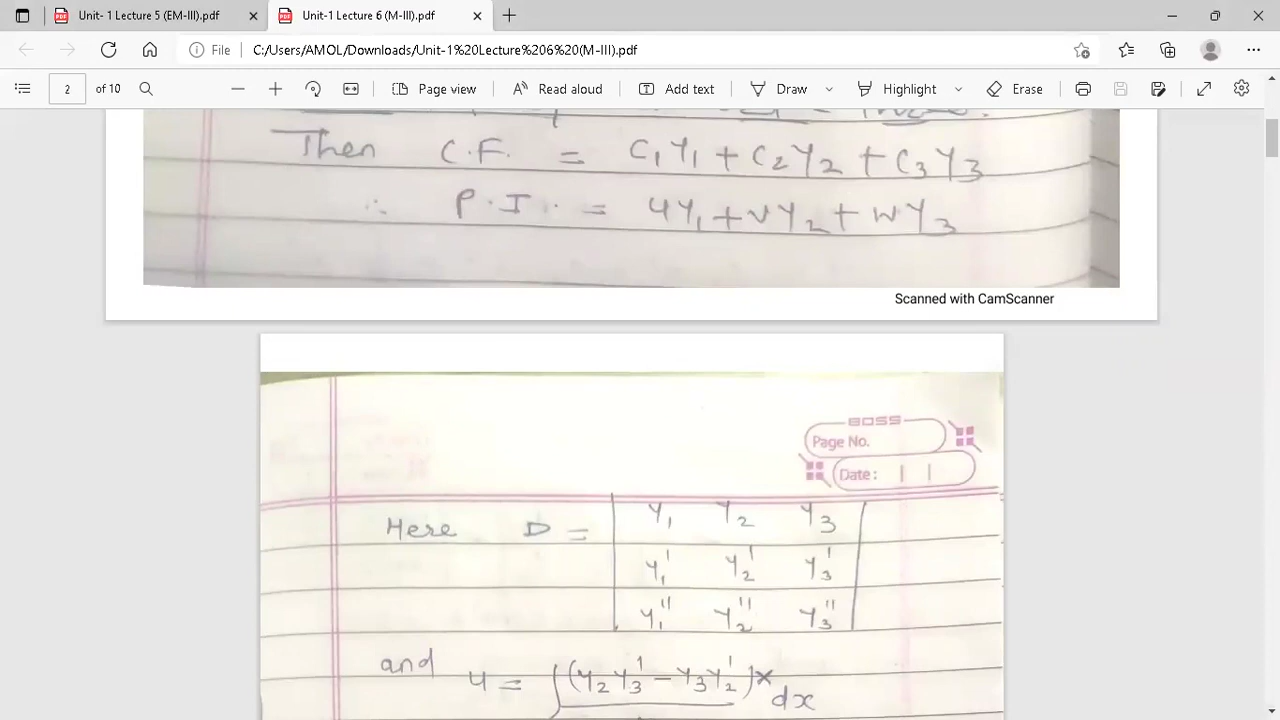 Unit- 1 Lecture 5 (EM-III).pdf
Unit-1 Lecture 6 (M-III).pdf
File C:/Users/AMOL/Downloads/Unit-1%20Lecture%206%20(M-III).pdf
2 of 10 Page view Read aloud Add text Draw Highlight Erase
Then C.F. = C₁Y₁ + C₂Y₂ + C₃Y₃
∴ P.I. = uY₁ + vY₂ + wY₃
Scanned with CamScanner
BOSS
Page No.
Date: | |
Here D = | Y₁ Y₂ Y₃ |
| Y₁' Y₂' Y₃' |
| Y₁'' Y₂'' Y₃'' |
and u = ∫ (Y₂Y₃' - Y₃Y₂')x dx